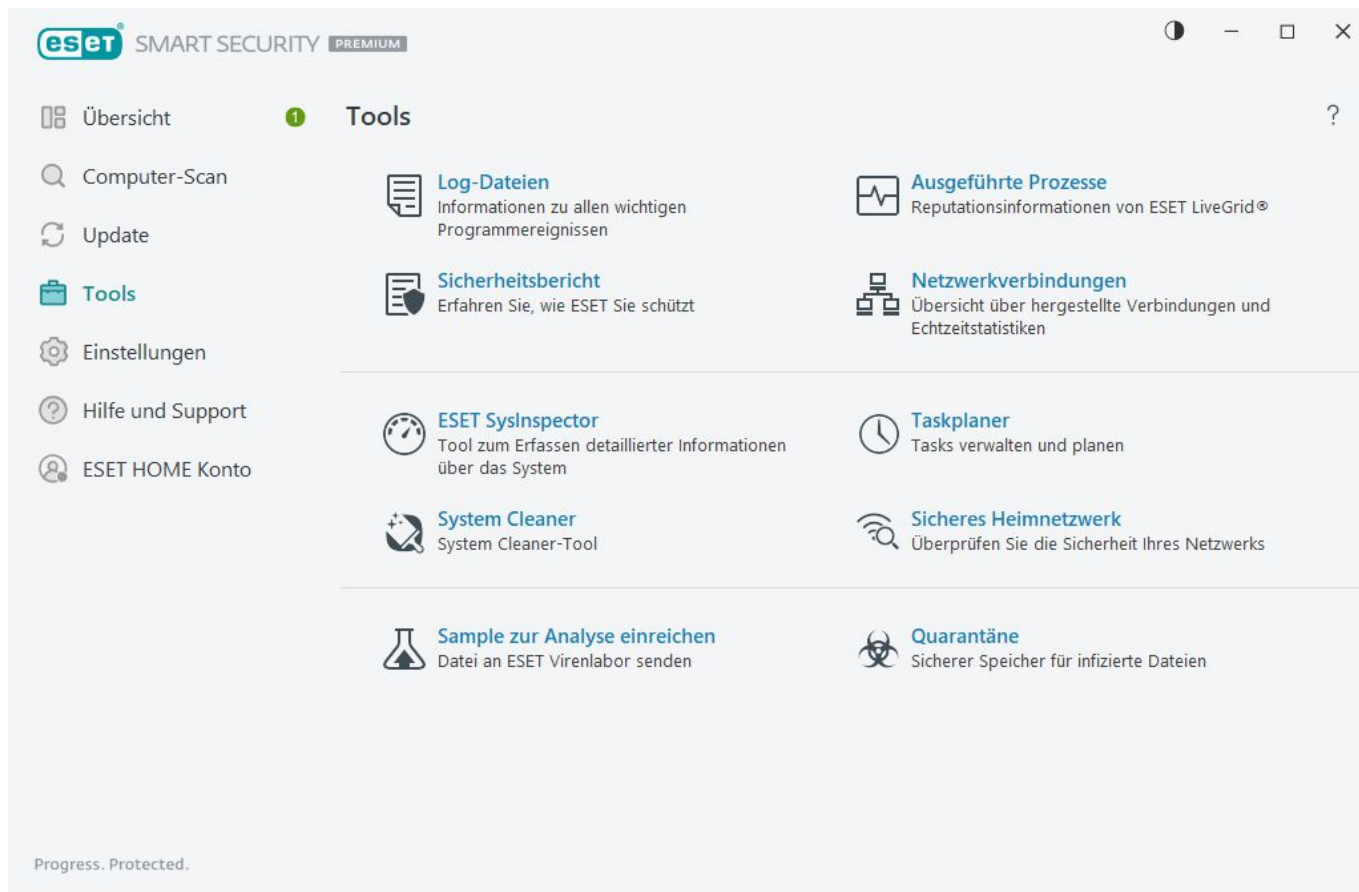 eset® SMART SECURITY PREMIUM
Übersicht
1
Computer-Scan
Update
Tools
Einstellungen
Hilfe und Support
ESET HOME Konto
Tools
?
Log-Dateien
Informationen zu allen wichtigen
Programmereignissen
Ausgeführte Prozesse
Reputationsinformationen von ESET LiveGrid®
Sicherheitsbericht
Erfahren Sie, wie ESET Sie schützt
Netzwerkverbindungen
Übersicht über hergestellte Verbindungen und
Echtzeitstatistiken
ESET SysInspector
Tool zum Erfassen detaillierter Informationen
über das System
Taskplaner
Tasks verwalten und planen
System Cleaner
System Cleaner-Tool
Sicheres Heimnetzwerk
Überprüfen Sie die Sicherheit Ihres Netzwerks
Sample zur Analyse einreichen
Datei an ESET Virenlabor senden
Quarantäne
Sicherer Speicher für infizierte Dateien
Progress. Protected.